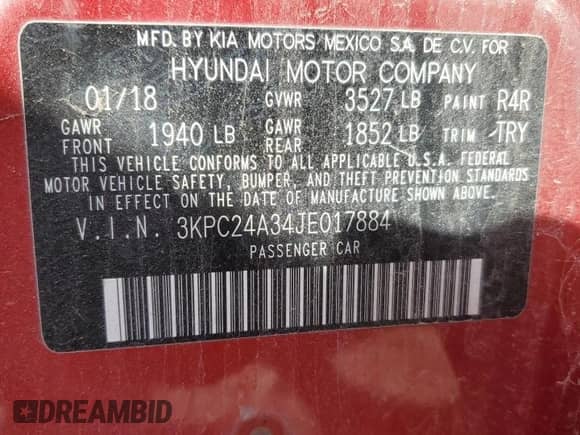 MFD. BY KIA MOTORS MEXICO S.A. DE C.V. FOR
HYUNDAI MOTOR COMPANY
01/18 GVWR 3527 LB PAINT R4R
GAWR FRONT 1940 LB GAWR REAR 1852 LB TRIM TRY
THIS VEHICLE CONFORMS TO ALL APPLICABLE U.S.A. FEDERAL
MOTOR VEHICLE SAFETY, BUMPER, AND THEFT PREVENTION STANDARDS
IN EFFECT ON THE DATE OF MANUFACTURE SHOWN ABOVE.
V.I.N. 3KPC24A34JE017884
PASSENGER CAR
DREAMBID